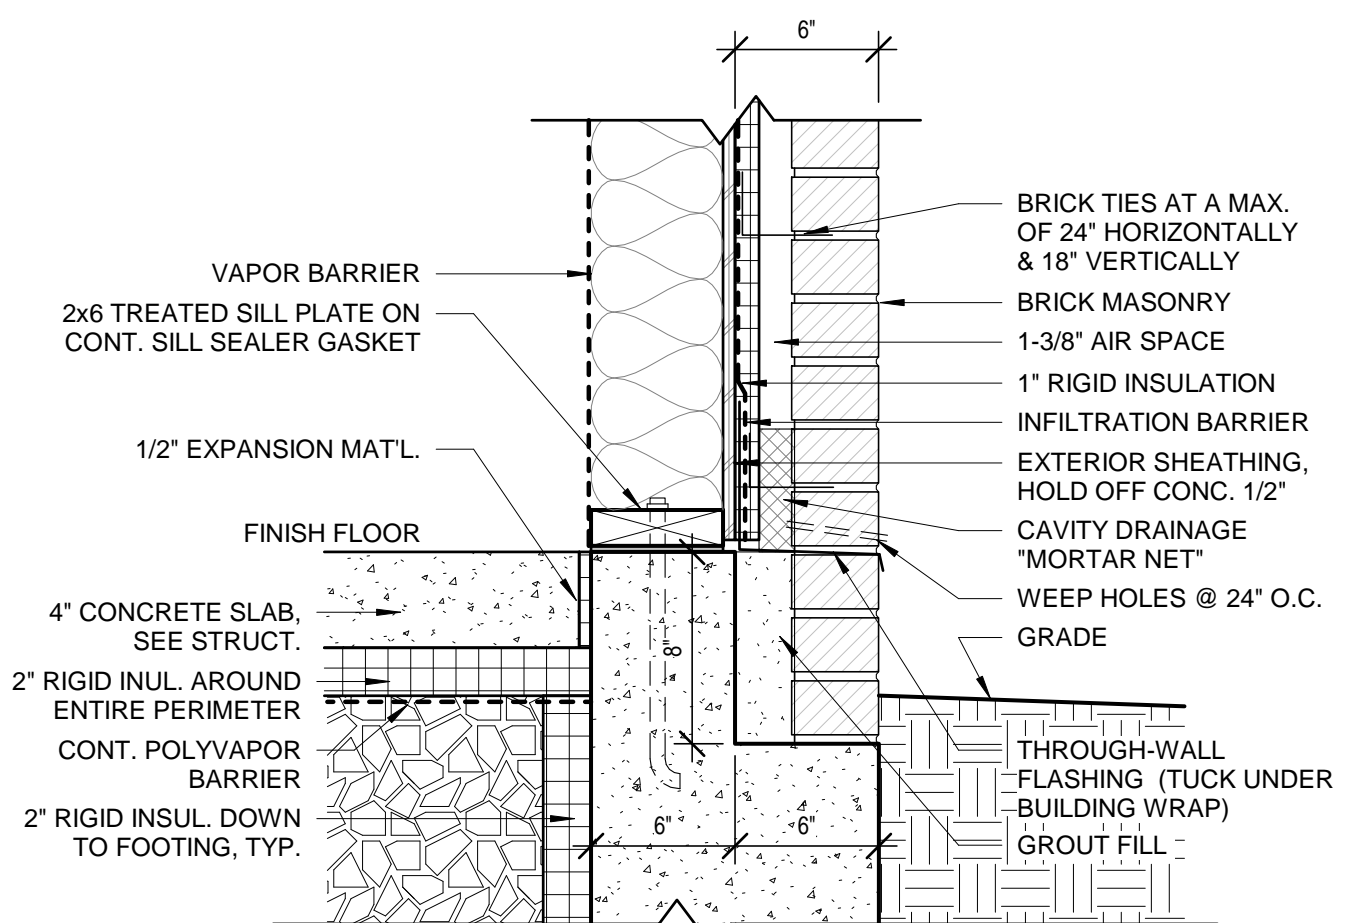 6"
VAPOR BARRIER
2x6 TREATED SILL PLATE ON
CONT. SILL SEALER GASKET
1/2" EXPANSION MAT'L.
FINISH FLOOR
4" CONCRETE SLAB,
SEE STRUCT.
2" RIGID INUL. AROUND
ENTIRE PERIMETER
CONT. POLYVAPOR
BARRIER
2" RIGID INSUL. DOWN
TO FOOTING, TYP.
8"
6"
6"
BRICK TIES AT A MAX.
OF 24" HORIZONTALLY
& 18" VERTICALLY
BRICK MASONRY
1-3/8" AIR SPACE
1" RIGID INSULATION
INFILTRATION BARRIER
EXTERIOR SHEATHING,
HOLD OFF CONC. 1/2"
CAVITY DRAINAGE
"MORTAR NET"
WEEP HOLES @ 24" O.C.
GRADE
THROUGH-WALL
FLASHING (TUCK UNDER
BUILDING WRAP)
GROUT FILL